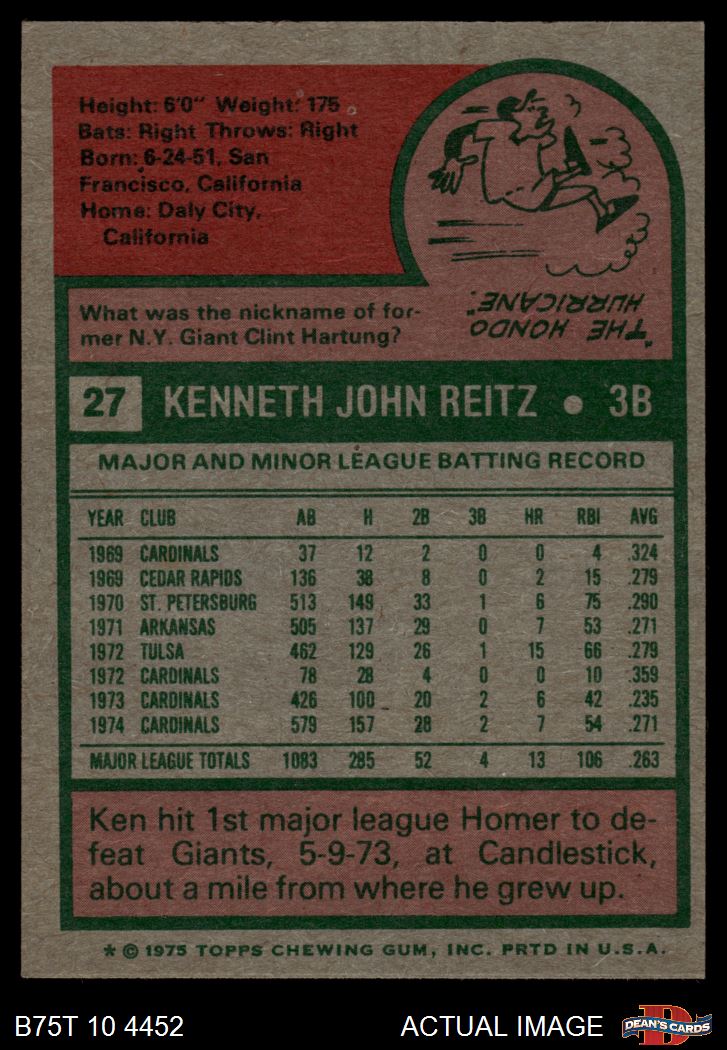 Height: 6'0" Weight: 175
Bats: Right Throws: Right
Born: 6-24-51, San
Francisco, California
Home: Daly City,
California
What was the nickname of for-
mer N.Y. Giant Clint Hartung?
"THE HONDO
HURRICANE."
27 KENNETH JOHN REITZ • 3B
MAJOR AND MINOR LEAGUE BATTING RECORD
YEAR CLUB AB H 2B 3B HR RBI AVG
1969 CARDINALS 37 12 2 0 0 4 .324
1969 CEDAR RAPIDS 136 38 8 0 2 15 .279
1970 ST. PETERSBURG 513 149 33 1 6 75 .290
1971 ARKANSAS 505 137 29 0 7 53 .271
1972 TULSA 462 129 26 1 15 66 .279
1972 CARDINALS 78 28 4 0 0 10 .359
1973 CARDINALS 426 100 20 2 6 42 .235
1974 CARDINALS 579 157 28 2 7 54 .271
MAJOR LEAGUE TOTALS 1083 285 52 4 13 106 .263
Ken hit 1st major league Homer to de-
feat Giants, 5-9-73, at Candlestick,
about a mile from where he grew up.
* © 1975 TOPPS CHEWING GUM, INC. PRTD IN U.S.A.
B75T 10 4452 ACTUAL IMAGE
D
DEAN'S CARDS